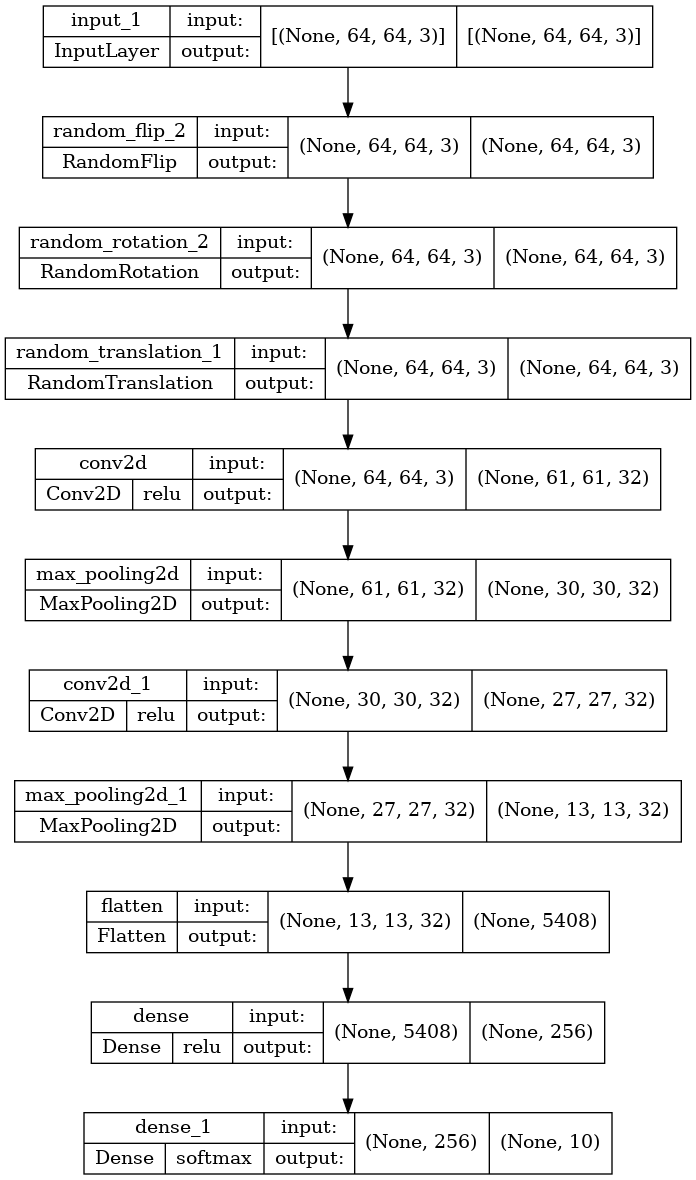 input_1 input: [(None, 64, 64, 3)] [(None, 64, 64, 3)]
InputLayer output:
random_flip_2 input: (None, 64, 64, 3) (None, 64, 64, 3)
RandomFlip output:
random_rotation_2 input: (None, 64, 64, 3) (None, 64, 64, 3)
RandomRotation output:
random_translation_1 input: (None, 64, 64, 3) (None, 64, 64, 3)
RandomTranslation output:
conv2d input: (None, 64, 64, 3) (None, 61, 61, 32)
Conv2D relu output:
max_pooling2d input: (None, 61, 61, 32) (None, 30, 30, 32)
MaxPooling2D output:
conv2d_1 input: (None, 30, 30, 32) (None, 27, 27, 32)
Conv2D relu output:
max_pooling2d_1 input: (None, 27, 27, 32) (None, 13, 13, 32)
MaxPooling2D output:
flatten input: (None, 13, 13, 32) (None, 5408)
Flatten output:
dense input: (None, 5408) (None, 256)
Dense relu output:
dense_1 input: (None, 256) (None, 10)
Dense softmax output: